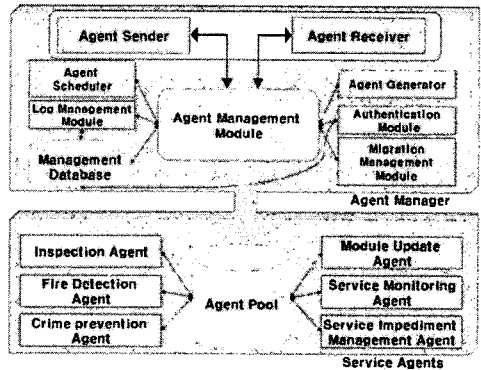 Agent Sender
Agent Receiver
Agent
Scheduler
Log Management
Module
Management
Database
Agent Management
Module
Agent Generator
Authentication
Module
Migration
Management
Module
Agent Manager
Inspection Agent
Fire Detection
Agent
Crime prevention
Agent
Agent Pool
Module Update
Agent
Service Monitoring
Agent
Service Impediment
Management Agent
Service Agents